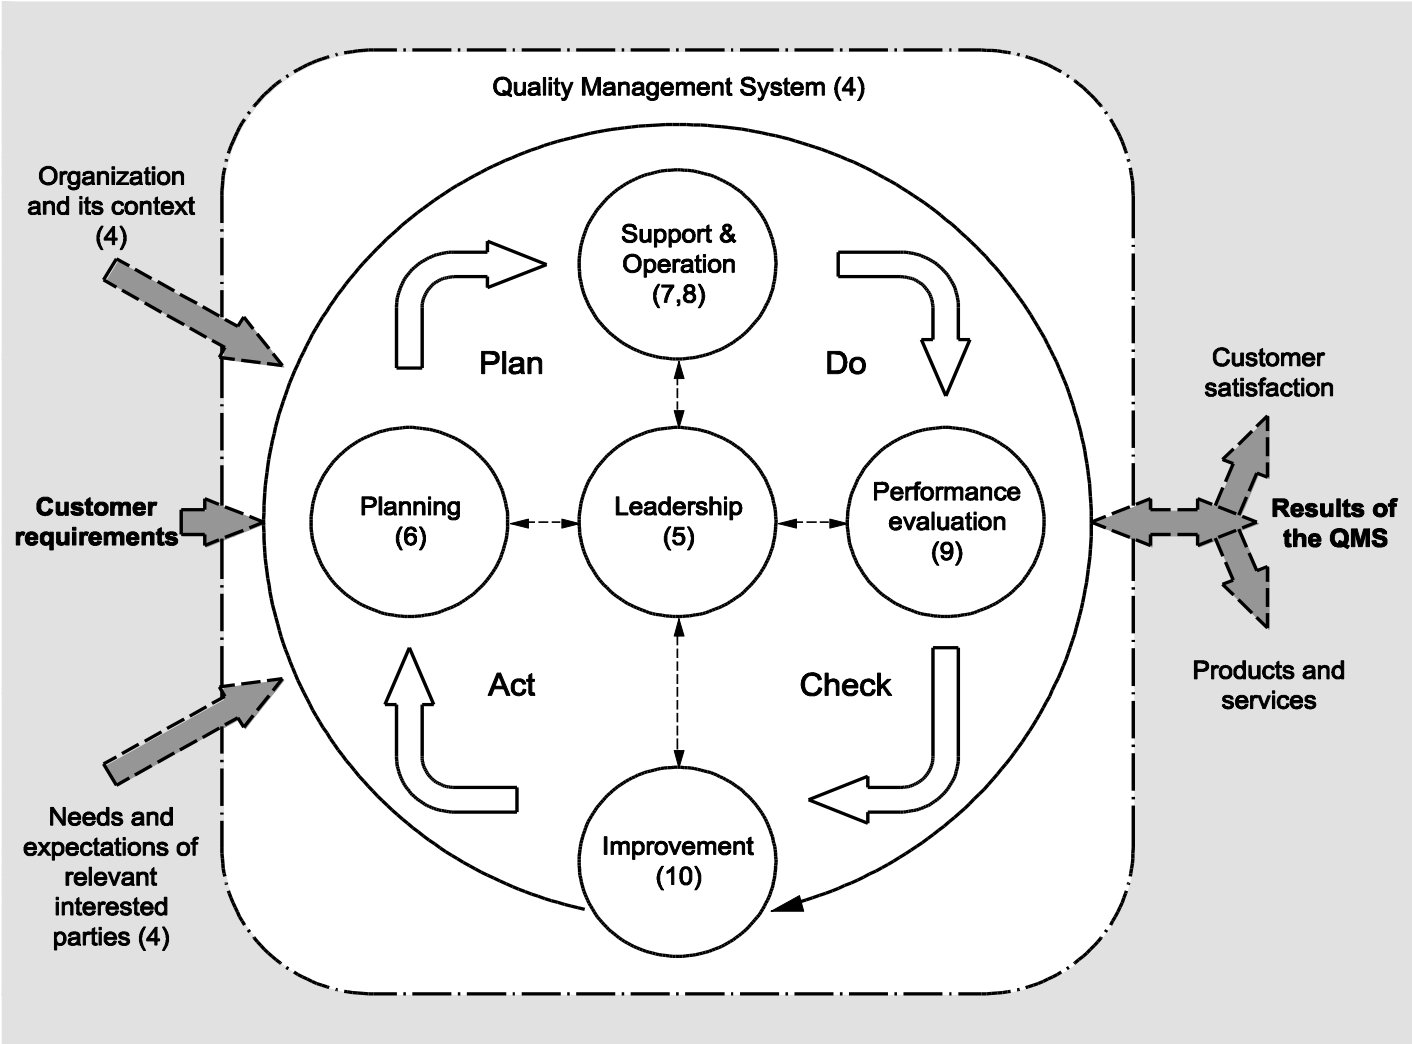 Quality Management System (4)
Organization
and its context
(4)
Support &
Operation
(7,8)
Plan
Do
Customer
satisfaction
Customer
requirements
Planning
(6)
Leadership
(5)
Performance
evaluation
(9)
Results of
the QMS
Act
Check
Products and
services
Needs and
expectations of
relevant
interested
parties (4)
Improvement
(10)